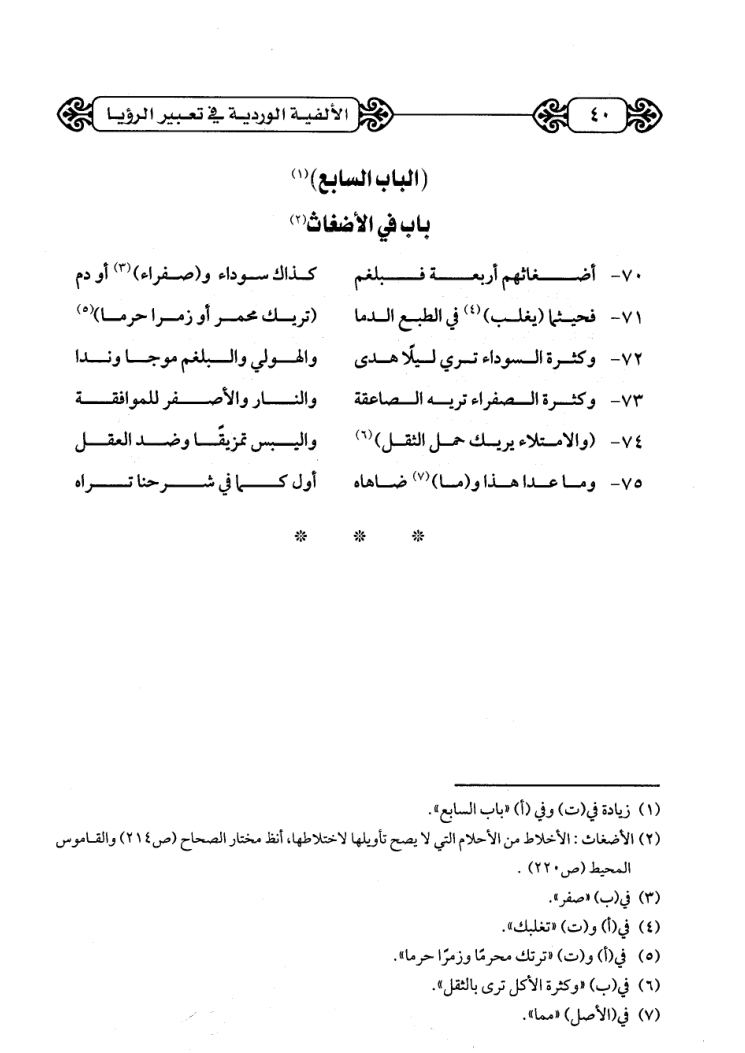 ٤٠ الألفية الوردية في تعبير الرؤيا
(الباب السابع)(١)
باب في الأضغاث(٢)
٧٠- أضغاثهم أربعة فبلغم كذاك سوداء و(صفراء)(٣) أو دم
٧١- فحيثما (يغلب)(٤) في الطبع الدما (تريك محمر أو زمرا حرما)(٥)
٧٢- وكثرة السوداء تري ليلًا هدى والهولي والبلغم موجا وندا
٧٣- وكثرة الصفراء تريه الصاعقة والنار والأصفر للموافقة
٧٤- (والامتلاء يريك حمل الثقل)(٦) واليبس تمزيقًا وضد العقل
٧٥- وما عدا هذا و(ما)(٧) ضاهاه أول كما في شرحنا تراه
* * *
(١) زيادة في(ت) وفي (أ) «باب السابع».
(٢) الأضغاث : الأخلاط من الأحلام التي لا يصح تأويلها لاختلاطها، أنظ مختار الصحاح (ص٢١٤) والقاموس
المحيط (ص٢٢٠) .
(٣) في(ب) «صفر».
(٤) في(أ) و(ت) «تغلبك».
(٥) في(أ) و(ت) «ترتك محرمًا وزمرًا حرما».
(٦) في(ب) «وكثرة الأكل ترى بالثقل».
(٧) في(الأصل) «مما».